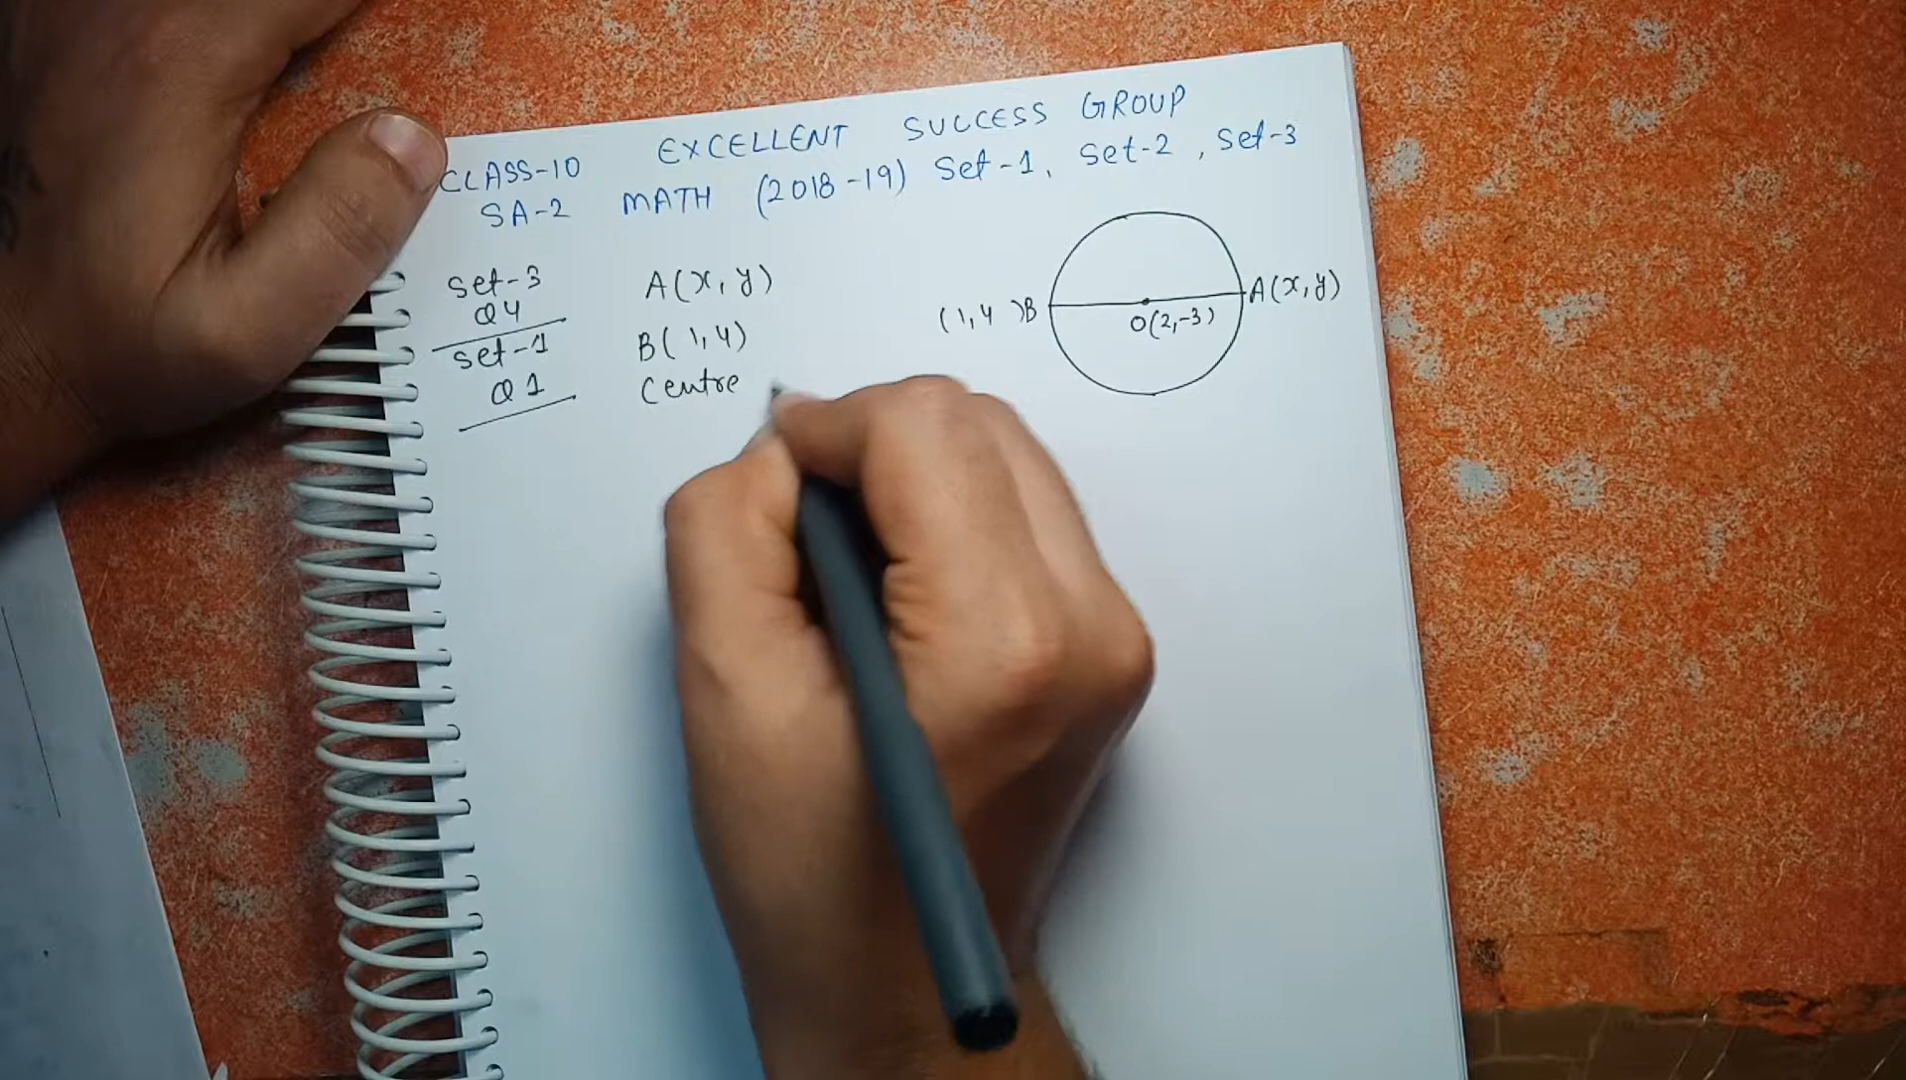 EXCELLENT SUCCESS GROUP
CLASS-10
SA-2 MATH (2018-19) Set-1, Set-2, Set-3
Set-3
Q4
Set-1
Q1
A(x, y)
B(1,4)
Centre
(1,4)B
O(2,-3)
A(x,y)